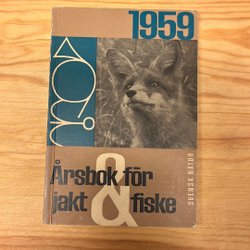 1959
Årsbok för
jakt & fiske
SVENSK NATUR